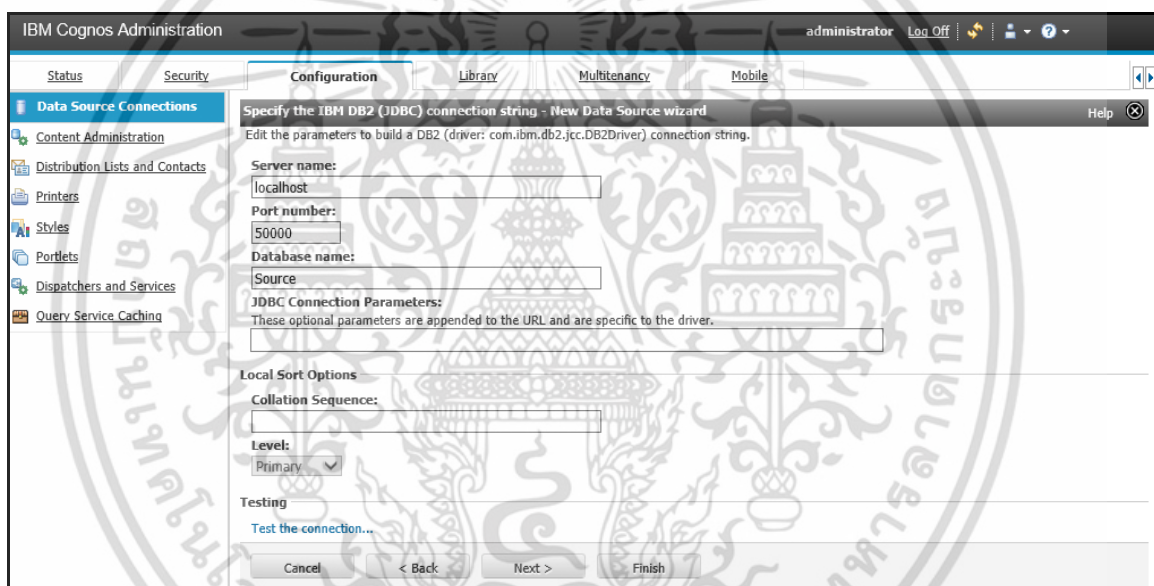 IBM Cognos Administration
administrator Log Off
Status Security Configuration Library Multitenancy Mobile
Data Source Connections
Content Administration
Distribution Lists and Contacts
Printers
Styles
Portlets
Dispatchers and Services
Query Service Caching
Specify the IBM DB2 (JDBC) connection string - New Data Source wizard
Help
Edit the parameters to build a DB2 (driver: com.ibm.db2.jcc.DB2Driver) connection string.
Server name:
localhost
Port number:
50000
Database name:
Source
JDBC Connection Parameters:
These optional parameters are appended to the URL and are specific to the driver.
Local Sort Options
Collation Sequence:
Level:
Primary
Testing
Test the connection...
Cancel < Back Next > Finish